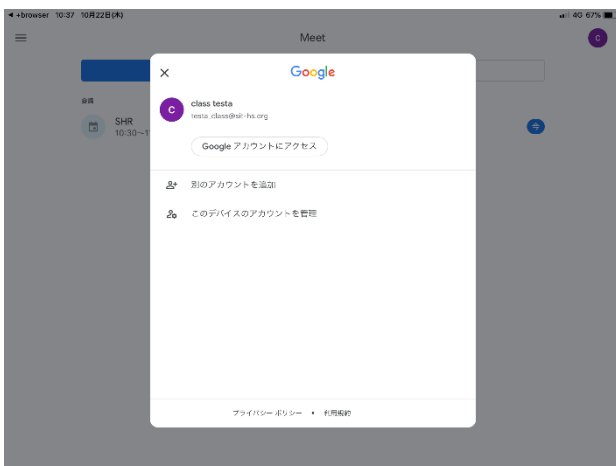 ◀ +browser 10:37 10月22日(木) 4G 67%
Meet
C
Google
C
class testa
testa_class@sit-hs.org
Google アカウントにアクセス
会議
SHR
10:30～1
今
別のアカウントを追加
このデバイスのアカウントを管理
プライバシー ポリシー • 利用規約